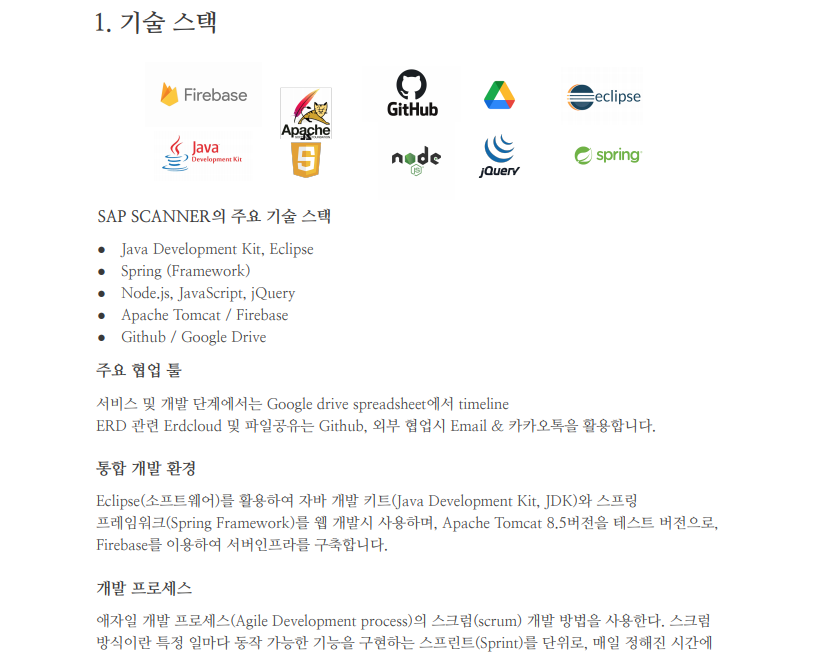 1. 기술 스택
Firebase
Apache
GitHub
eclipse
Java
Development Kit
JS
node
JS
jQuery
spring
SAP SCANNER의 주요 기술 스택
● Java Development Kit, Eclipse
● Spring (Framework)
● Node.js, JavaScript, jQuery
● Apache Tomcat / Firebase
● Github / Google Drive
주요 협업 툴
서비스 및 개발 단계에서는 Google drive spreadsheet에서 timeline
ERD 관련 Erdcloud 및 파일공유는 Github, 외부 협업시 Email & 카카오톡을 활용합니다.
통합 개발 환경
Eclipse(소프트웨어)를 활용하여 자바 개발 키트(Java Development Kit, JDK)와 스프링
프레임워크(Spring Framework)를 웹 개발시 사용하며, Apache Tomcat 8.5버전을 테스트 버전으로,
Firebase를 이용하여 서버인프라를 구축합니다.
개발 프로세스
애자일 개발 프로세스(Agile Development process)의 스크럼(scrum) 개발 방법을 사용한다. 스크럼
방식이란 특정 일마다 동작 가능한 기능을 구현하는 스프린트(Sprint)를 단위로, 매일 정해진 시간에